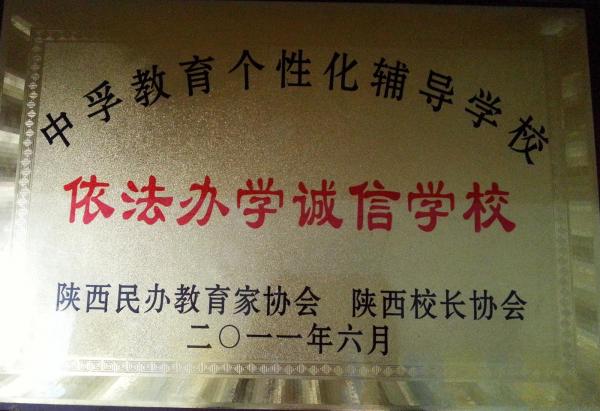 中孚教育个性化辅导学校
依法办学诚信学校
陕西民办教育家协会 陕西校长协会
二〇一一年六月